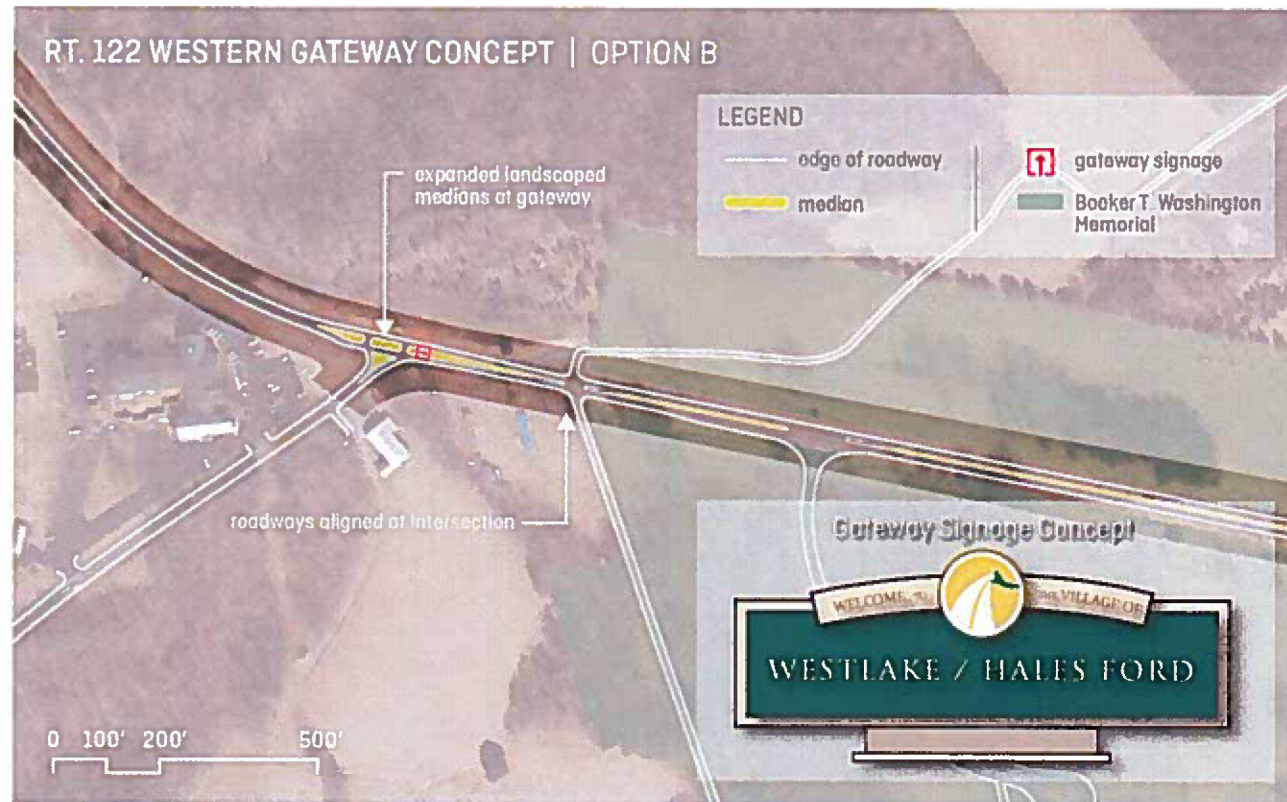 RT. 122 WESTERN GATEWAY CONCEPT | OPTION B
LEGEND
edge of roadway
median
gateway signage
Booker T. Washington
Memorial
expanded landscaped
medians at gateway
roadways aligned at intersection
Gateway Signage Concept
WELCOME TO
THE VILLAGE OF
WESTLAKE / HALES FORD
0 100' 200' 500'